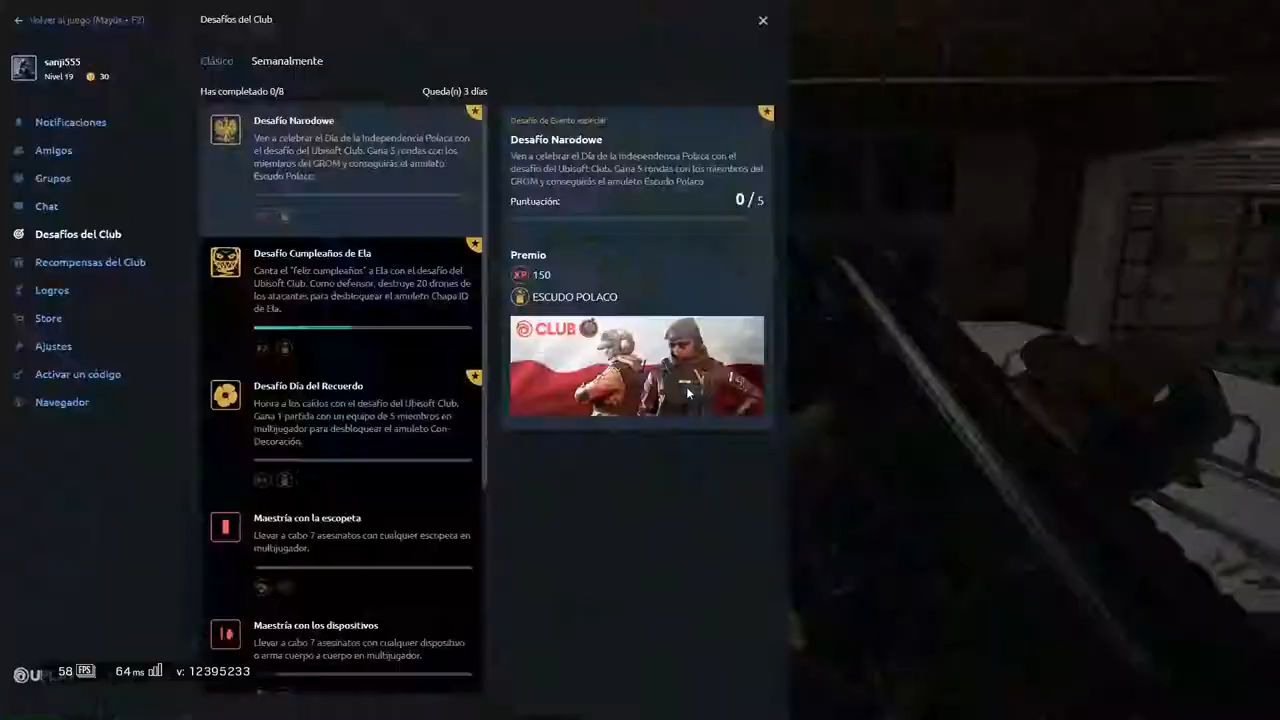 ← Volver al juego (Mayús + F2)
sanji555
Nivel 19 30
Notificaciones
Amigos
Grupos
Chat
Desafíos del Club
Recompensas del Club
Logros
Store
Ajustes
Activar un código
Navegador
58 FPS 64 ms v: 12395233
Desafíos del Club
Clásico Semanalmente
Has completado 0/8 Queda(n) 3 días
Desafío Narodowe
Ven a celebrar el Día de la Independencia Polaca con
el desafío del Ubisoft Club. Gana 5 rondas con los
miembros del GROM y conseguirás el amuleto
Escudo Polaco.
Desafío Cumpleaños de Ela
Canta el "feliz cumpleaños" a Ela con el desafío del
Ubisoft Club. Como defensor, destruye 20 drones de
los atacantes para desbloquear el amuleto Chapa ID
de Ela.
Desafío Día del Recuerdo
Honra a los caídos con el desafío del Ubisoft Club.
Gana 1 partida con un equipo de 5 miembros en
multijugador para desbloquear el amuleto Con-
Decoración.
Maestría con la escopeta
Llevar a cabo 7 asesinatos con cualquier escopeta en
multijugador.
Maestría con los dispositivos
Llevar a cabo 7 asesinatos con cualquier dispositivo
o arma cuerpo a cuerpo en multijugador.
Desafío de Evento especial
Desafío Narodowe
Ven a celebrar el Día de la Independencia Polaca con el
desafío del Ubisoft Club. Gana 5 rondas con los miembros del
GROM y conseguirás el amuleto Escudo Polaco
Puntuación: 0 / 5
Premio
XP 150
ESCUDO POLACO
CLUB